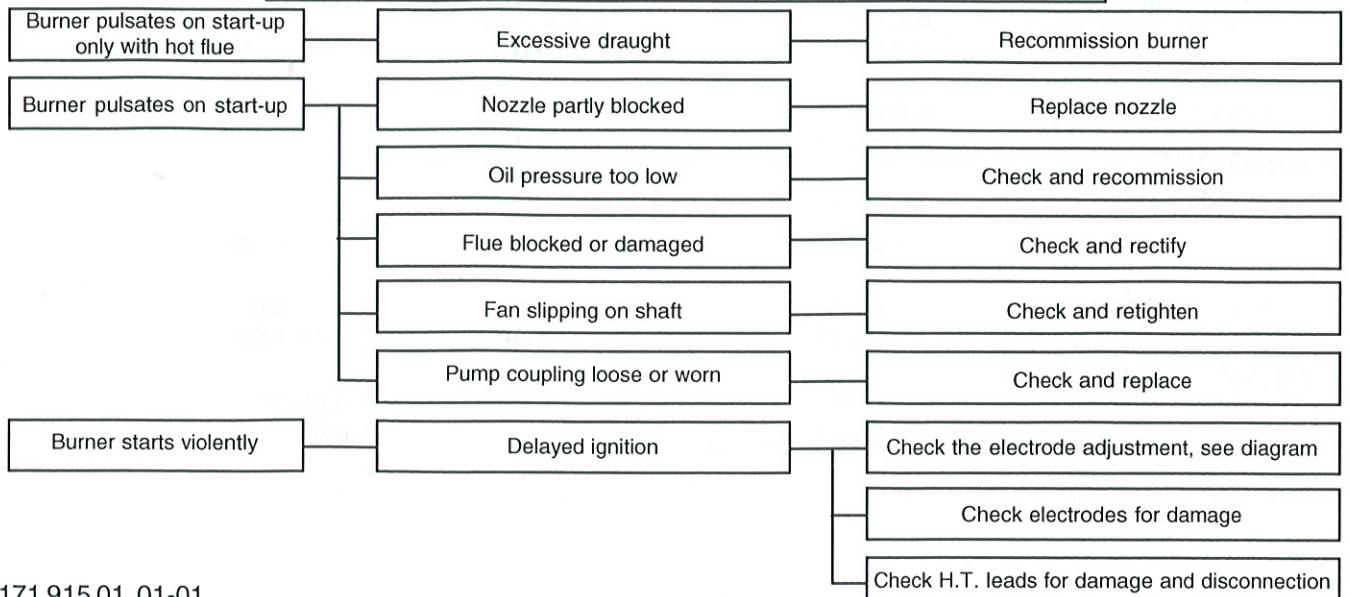 Burner pulsates on start-up
only with hot flue
Excessive draught
Recommission burner
Burner pulsates on start-up
Nozzle partly blocked
Replace nozzle
Oil pressure too low
Check and recommission
Flue blocked or damaged
Check and rectify
Fan slipping on shaft
Check and retighten
Pump coupling loose or worn
Check and replace
Burner starts violently
Delayed ignition
Check the electrode adjustment, see diagram
Check electrodes for damage
Check H.T. leads for damage and disconnection
171 915 01 01-01